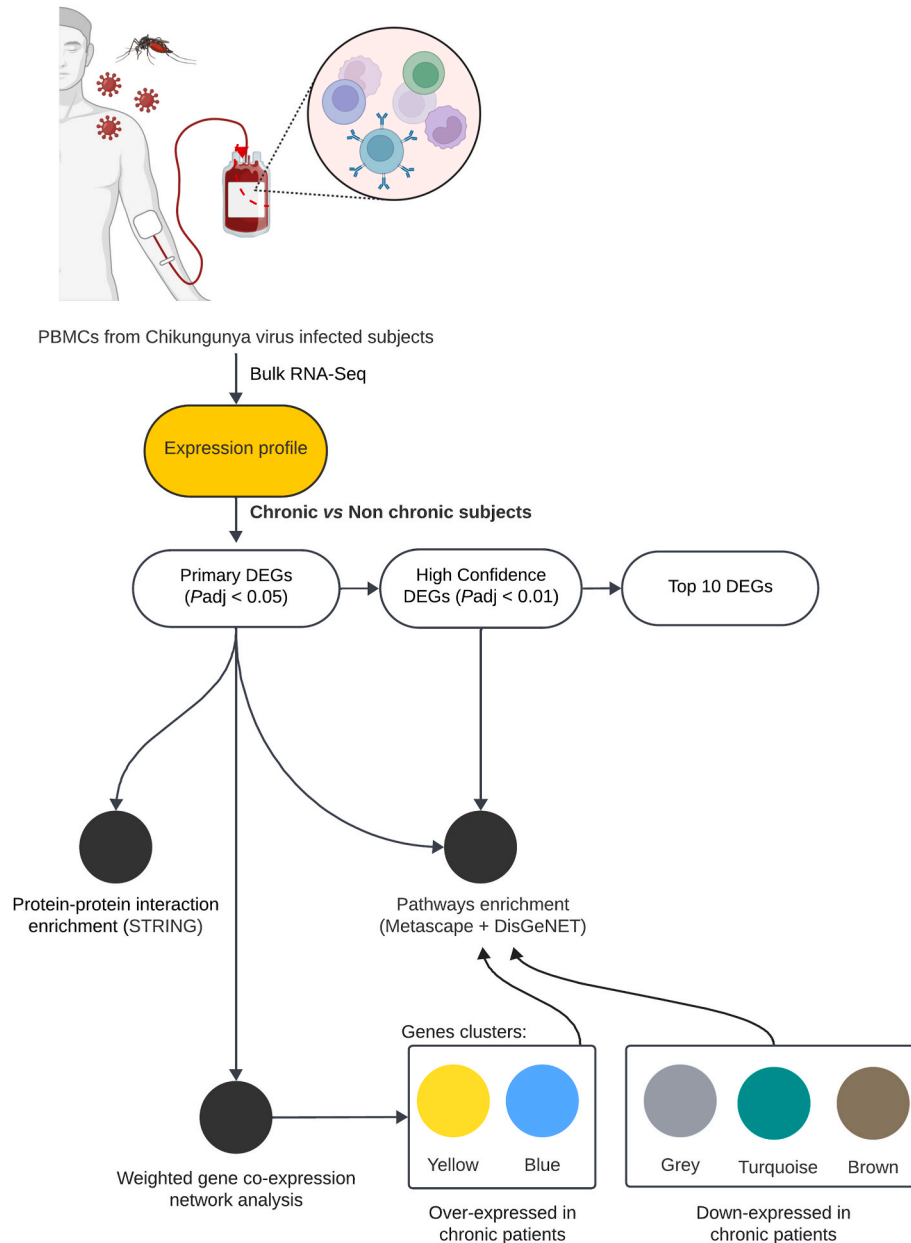 PBMCs from Chikungunya virus infected subjects
Bulk RNA-Seq
Expression profile
Chronic vs Non chronic subjects
Primary DEGs
(Padj < 0.05)
High Confidence
DEGs (Padj < 0.01)
Top 10 DEGs
Protein-protein interaction
enrichment (STRING)
Pathways enrichment
(Metascape + DisGeNET)
Genes clusters:
Yellow
Blue
Grey
Turquoise
Brown
Weighted gene co-expression
network analysis
Over-expressed in
chronic patients
Down-expressed in
chronic patients